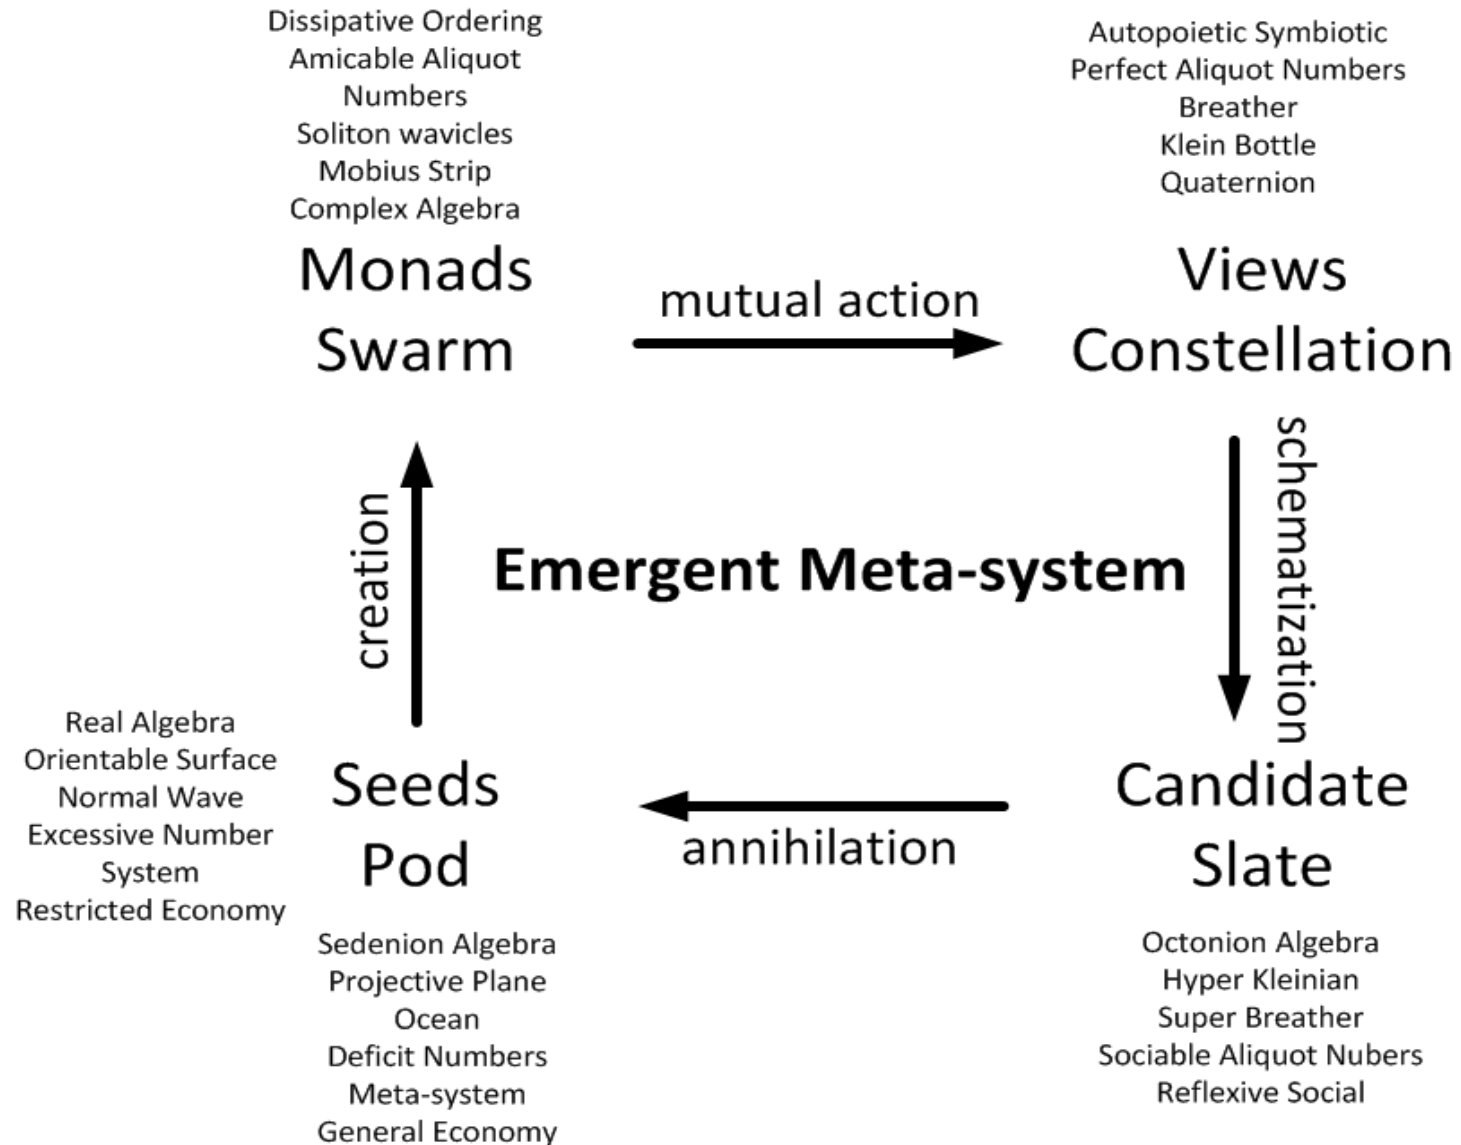 Dissipative Ordering
Amicable Aliquot
Numbers
Soliton wavicles
Mobius Strip
Complex Algebra
Monads
Swarm
mutual action
Autopoietic Symbiotic
Perfect Aliquot Numbers
Breather
Klein Bottle
Quaternion
Views
Constellation
creation
Emergent Meta-system
schematization
Real Algebra
Orientable Surface
Normal Wave
Excessive Number
System
Restricted Economy
Seeds
Pod
annihilation
Candidate
Slate
Sedenion Algebra
Projective Plane
Ocean
Deficit Numbers
Meta-system
General Economy
Octonion Algebra
Hyper Kleinian
Super Breather
Sociable Aliquot Nubers
Reflexive Social